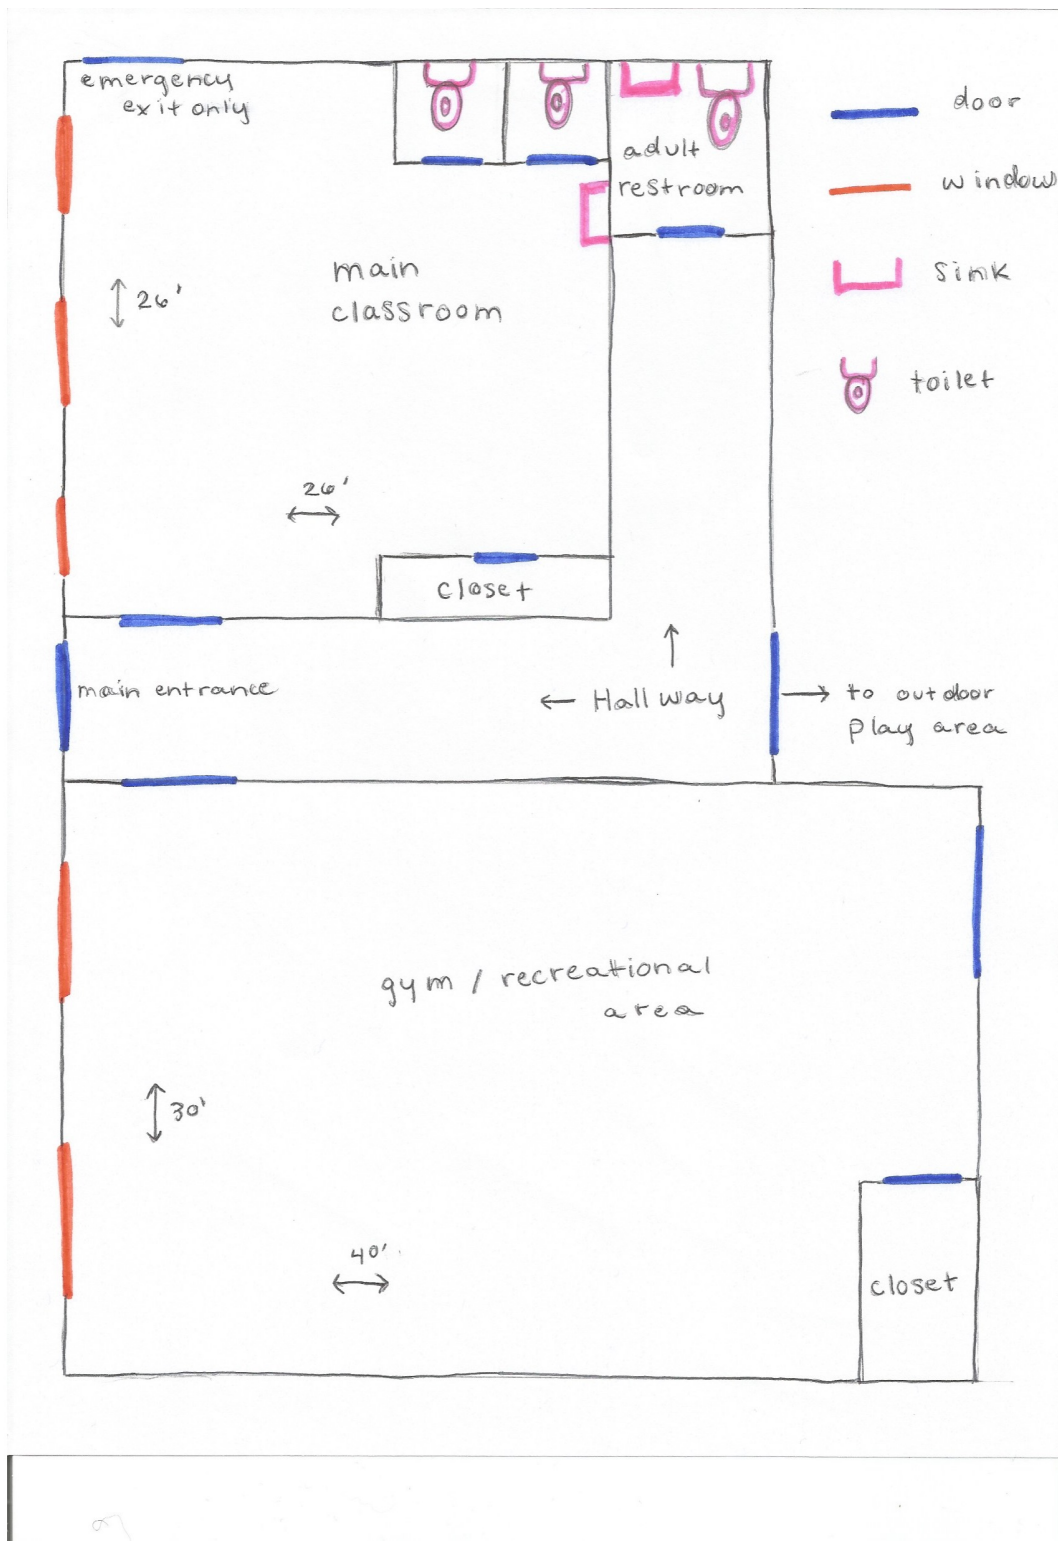 emergency
exit only
door
adult
restroom
window
main
classroom
26'
sink
toilet
26'
closet
main entrance
← Hallway
→ to outdoor
play area
gym / recreational
area
30'
40'
closet